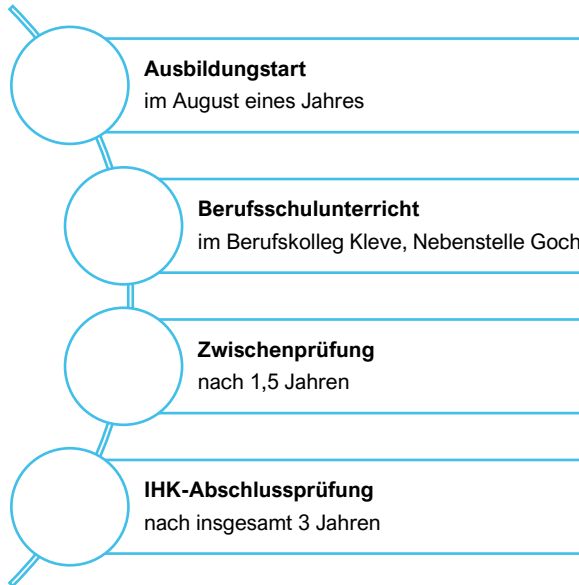 Ausbildungstart
im August eines Jahres
Berufsschulunterricht
im Berufskolleg Kleve, Nebenstelle Goch
Zwischenprüfung
nach 1,5 Jahren
IHK-Abschlussprüfung
nach insgesamt 3 Jahren